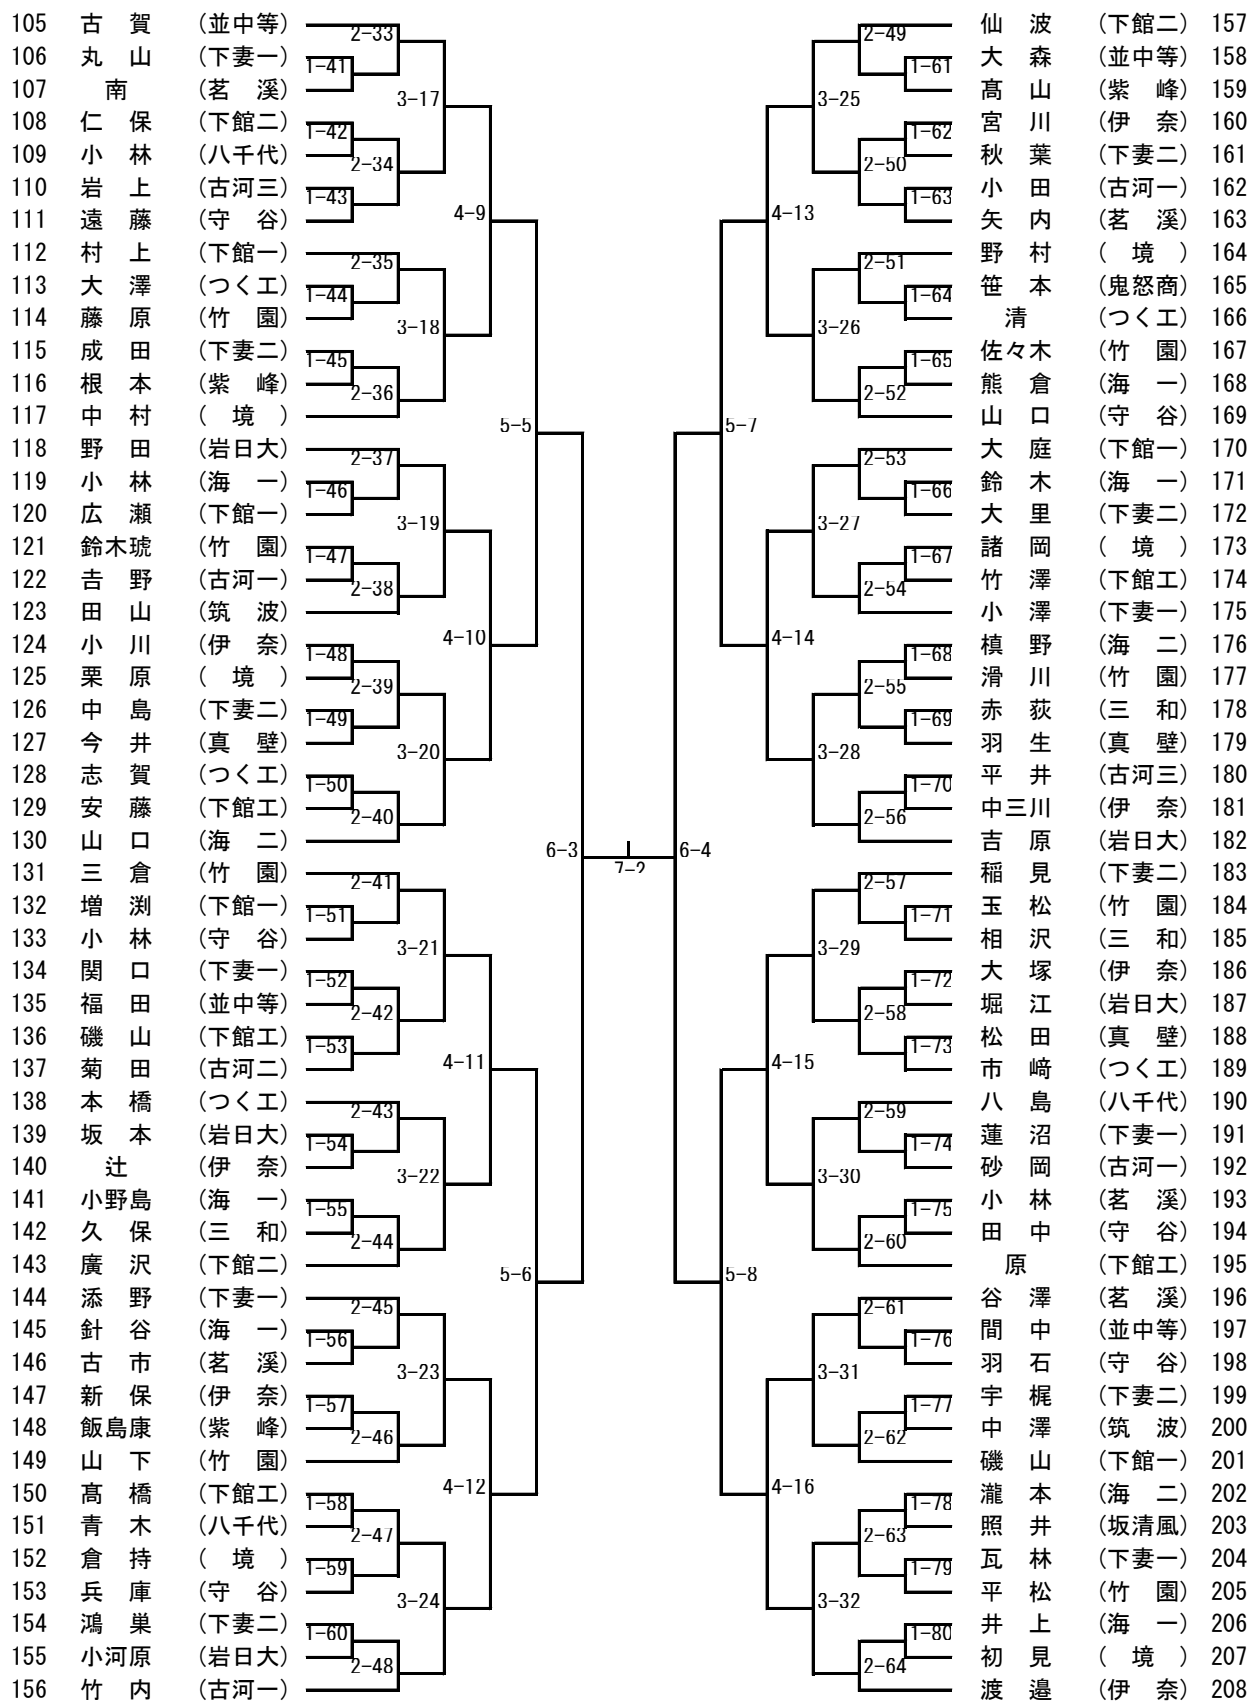 105 古賀 (並中等)
106 丸山 (下妻一)
107 南 (茗溪)
108 仁保 (下館二)
109 小林 (八千代)
110 岩上 (古河三)
111 遠藤 (守谷)
112 村上 (下館一)
113 大澤 (つく工)
114 藤原 (竹園)
115 成田 (下妻二)
116 根本 (紫峰)
117 中村 (境)
118 野田 (岩日大)
119 小林 (海一)
120 広瀬 (下館一)
121 鈴木琥 (竹園)
122 𠮷野 (古河一)
123 田山 (筑波)
124 小川 (伊奈)
125 栗原 (境)
126 中島 (下妻二)
127 今井 (真壁)
128 志賀 (つく工)
129 安藤 (下館工)
130 山口 (海二)
131 三倉 (竹園)
132 増渕 (下館一)
133 小林 (守谷)
134 関口 (下妻一)
135 福田 (並中等)
136 磯山 (下館工)
137 菊田 (古河二)
138 本橋 (つく工)
139 坂本 (岩日大)
140 辻 (伊奈)
141 小野島 (海一)
142 久保 (三和)
143 廣沢 (下館二)
144 添野 (下妻一)
145 針谷 (海一)
146 古市 (茗溪)
147 新保 (伊奈)
148 飯島康 (紫峰)
149 山下 (竹園)
150 髙橋 (下館工)
151 青木 (八千代)
152 倉持 (境)
153 兵庫 (守谷)
154 鴻巣 (下妻二)
155 小河原 (岩日大)
156 竹内 (古河一)
1-41
1-42
1-43
1-44
1-45
1-46
1-47
1-48
1-49
1-50
1-51
1-52
1-53
1-54
1-55
1-56
1-57
1-58
1-59
1-60
2-33
2-34
2-35
2-36
2-37
2-38
2-39
2-40
2-41
2-42
2-43
2-44
2-45
2-46
2-47
2-48
3-17
3-18
3-19
3-20
3-21
3-22
3-23
3-24
4-9
4-10
4-11
4-12
5-5
5-6
6-3
7-2
6-4
5-7
5-8
4-13
4-14
4-15
4-16
3-25
3-26
3-27
3-28
3-29
3-30
3-31
3-32
2-49
2-50
2-51
2-52
2-53
2-54
2-55
2-56
2-57
2-58
2-59
2-60
2-61
2-62
2-63
2-64
1-61
1-62
1-63
1-64
1-65
1-66
1-67
1-68
1-69
1-70
1-71
1-72
1-73
1-74
1-75
1-76
1-77
1-78
1-79
1-80
仙波 (下館二) 157
大森 (並中等) 158
髙山 (紫峰) 159
宮川 (伊奈) 160
秋葉 (下妻二) 161
小田 (古河一) 162
矢内 (茗溪) 163
野村 (境) 164
笹本 (鬼怒商) 165
清 (つく工) 166
佐々木 (竹園) 167
熊倉 (海一) 168
山口 (守谷) 169
大庭 (下館一) 170
鈴木 (海一) 171
大里 (下妻二) 172
諸岡 (境) 173
竹澤 (下館工) 174
小澤 (下妻一) 175
槙野 (海二) 176
滑川 (竹園) 177
赤荻 (三和) 178
羽生 (真壁) 179
平井 (古河三) 180
中三川 (伊奈) 181
吉原 (岩日大) 182
稲見 (下妻二) 183
玉松 (竹園) 184
相沢 (三和) 185
大塚 (伊奈) 186
堀江 (岩日大) 187
松田 (真壁) 188
市﨑 (つく工) 189
八島 (八千代) 190
蓮沼 (下妻一) 191
砂岡 (古河一) 192
小林 (茗溪) 193
田中 (守谷) 194
原 (下館工) 195
谷澤 (茗溪) 196
間中 (並中等) 197
羽石 (守谷) 198
宇梶 (下妻二) 199
中澤 (筑波) 200
磯山 (下館一) 201
瀧本 (海二) 202
照井 (坂清風) 203
瓦林 (下妻一) 204
平松 (竹園) 205
井上 (海一) 206
初見 (境) 207
渡邉 (伊奈) 208